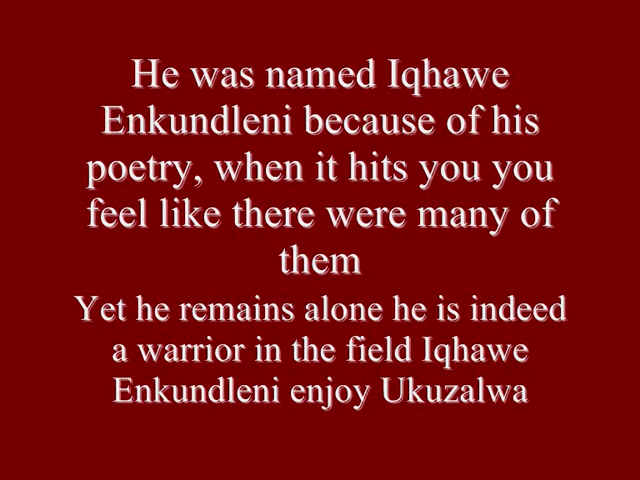 He was named Iqhawe
Enkundleni because of his
poetry, when it hits you you
feel like there were many of
them
Yet he remains alone he is indeed
a warrior in the field Iqhawe
Enkundleni enjoy Ukuzalwa